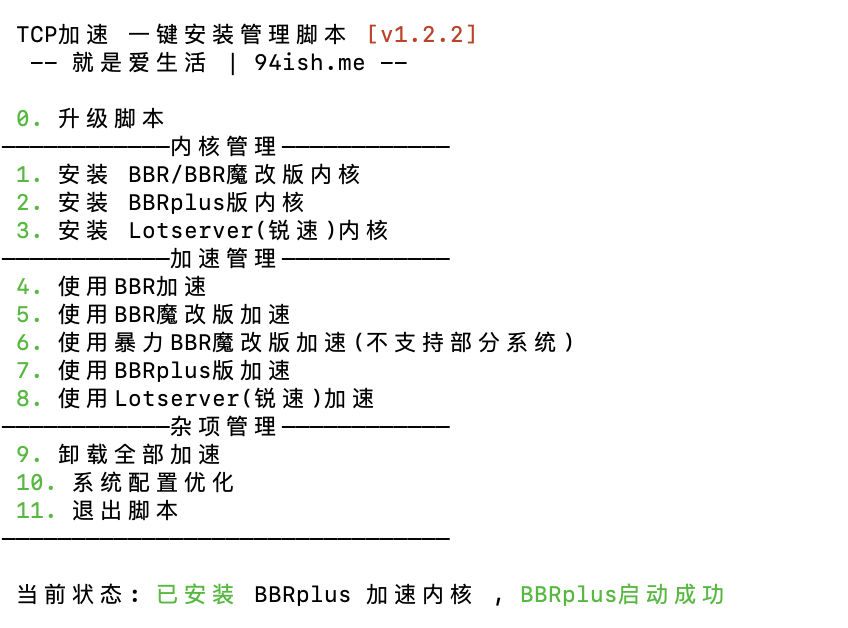 TCP加速 一键安装管理脚本 [v1.2.2]
-- 就是爱生活 | 94ish.me --
0. 升级脚本
————————————内核管理————————————
1. 安装 BBR/BBR魔改版内核
2. 安装 BBRplus版内核
3. 安装 Lotserver(锐速)内核
————————————加速管理————————————
4. 使用BBR加速
5. 使用BBR魔改版加速
6. 使用暴力BBR魔改版加速(不支持部分系统)
7. 使用BBRplus版加速
8. 使用Lotserver(锐速)加速
————————————杂项管理————————————
9. 卸载全部加速
10. 系统配置优化
11. 退出脚本
————————————————————————————————
当前状态: 已安装 BBRplus 加速内核 , BBRplus启动成功